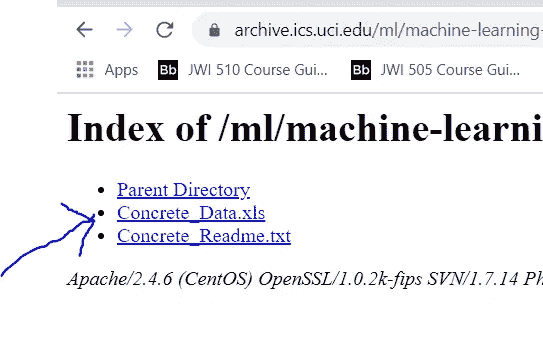 archive.ics.uci.edu/ml/machine-learning-
Apps Bb JWI 510 Course Gui... Bb JWI 505 Course Gui...
Index of /ml/machine-learni
Parent Directory
Concrete_Data.xls
Concrete_Readme.txt
Apache/2.4.6 (CentOS) OpenSSL/1.0.2k-fips SVN/1.7.14 Ph